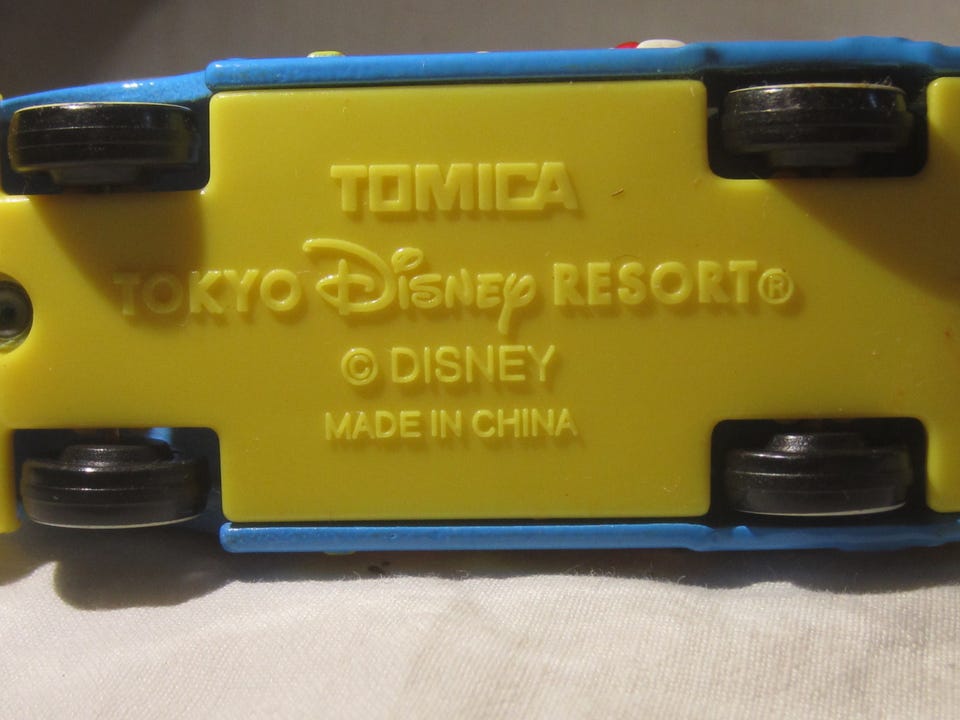 TOMICA
TOKYO Disney RESORT®
© DISNEY
MADE IN CHINA